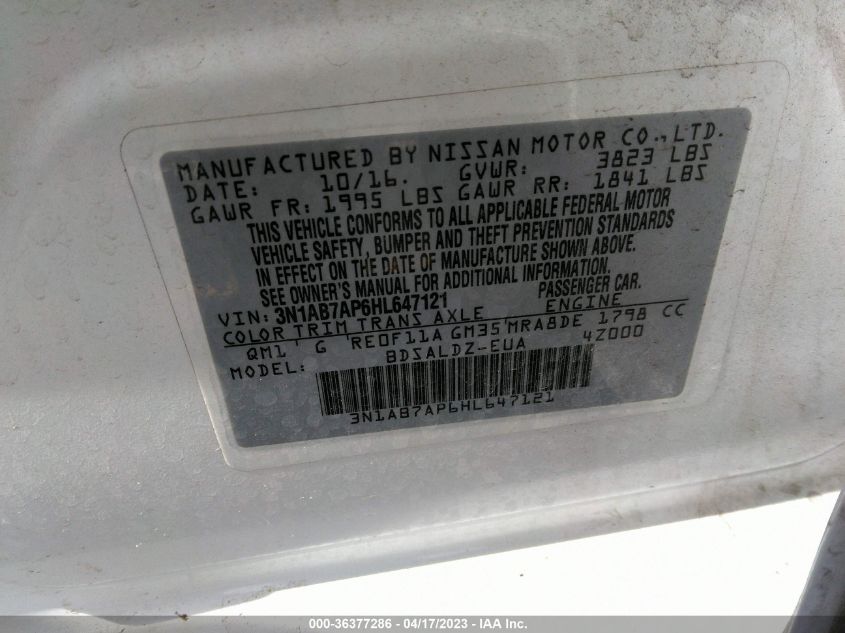 MANUFACTURED BY NISSAN MOTOR CO., LTD.
DATE: 10/16. GVWR: 3823 LBS
GAWR FR: 1995 LBS GAWR RR: 1841 LBS
THIS VEHICLE CONFORMS TO ALL APPLICABLE FEDERAL MOTOR
VEHICLE SAFETY, BUMPER AND THEFT PREVENTION STANDARDS
IN EFFECT ON THE DATE OF MANUFACTURE SHOWN ABOVE.
SEE OWNER'S MANUAL FOR ADDITIONAL INFORMATION.
VIN: 3N1AB7AP6HL647121 PASSENGER CAR.
COLOR TRIM TRANS AXLE ENGINE
QM1 ' G 'RE0F11A GM35'MRA8DE 1798 CC
MODEL: BDSALDZ-EUA 4Z000
3N1AB7AP6HL647121
000-36377286 - 04/17/2023 - IAA Inc.